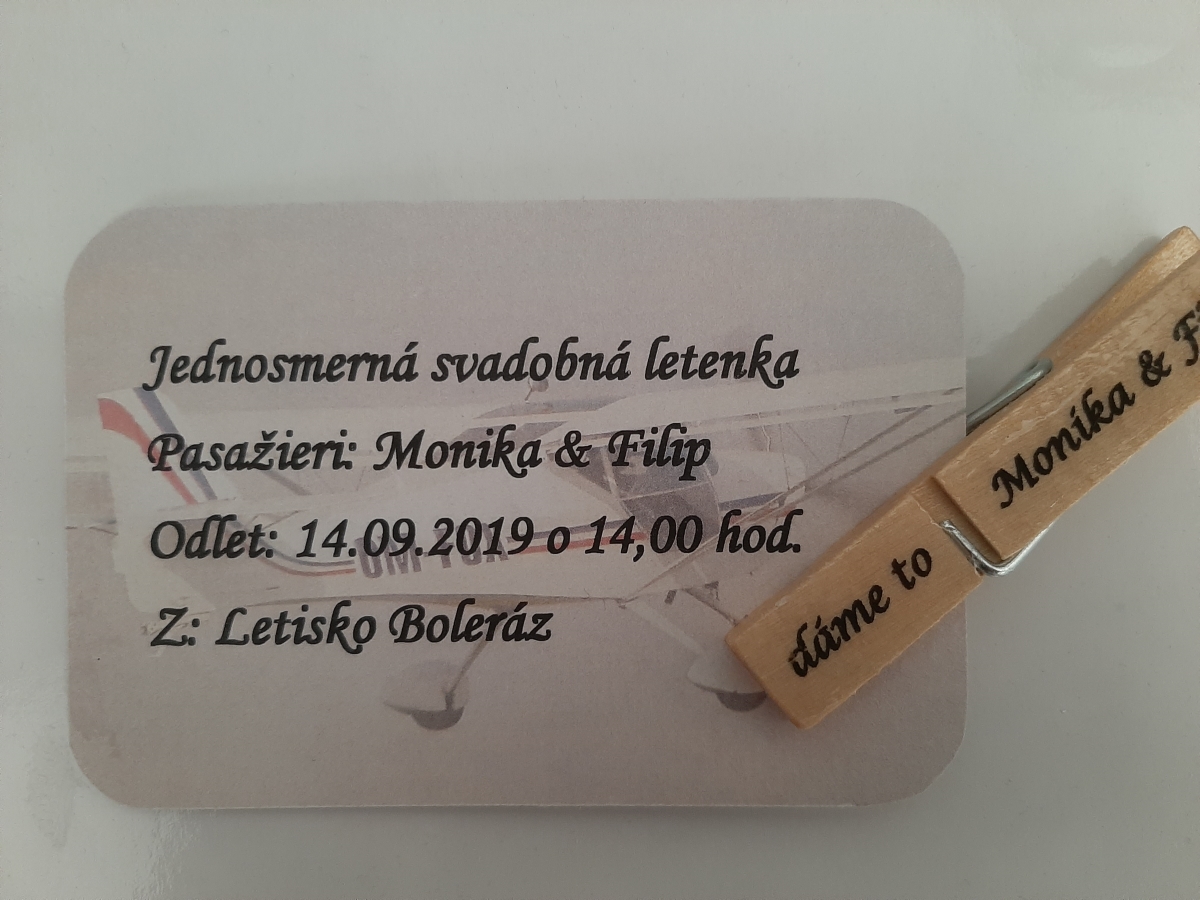 Jednosmerná svadobná letenka
Pasažieri: Monika & Filip
Odlet: 14.09.2019 o 14,00 hod.
Z: Letisko Boleráz
Monika &
dáme to